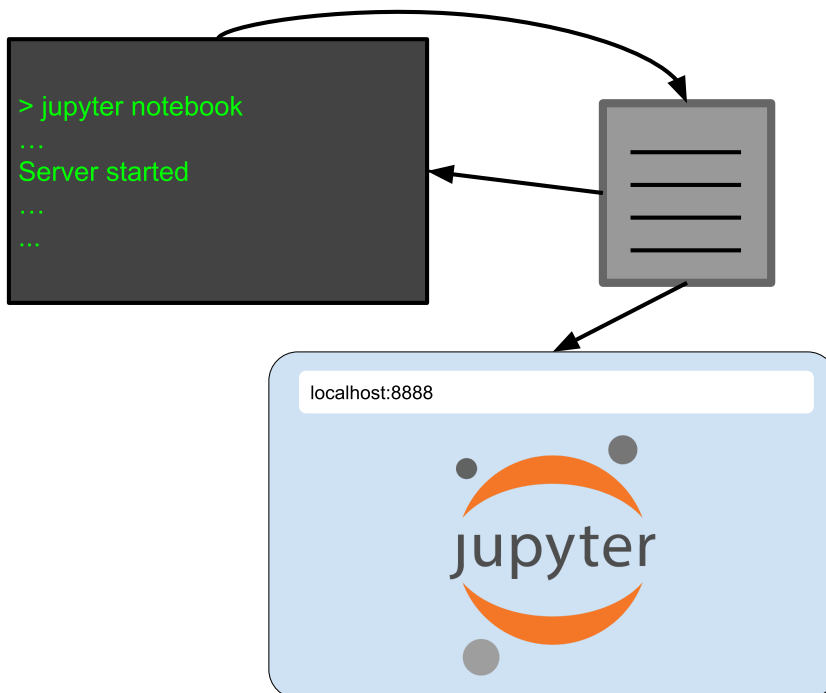 > jupyter notebook
…
Server started
…
...
localhost:8888
jupyter